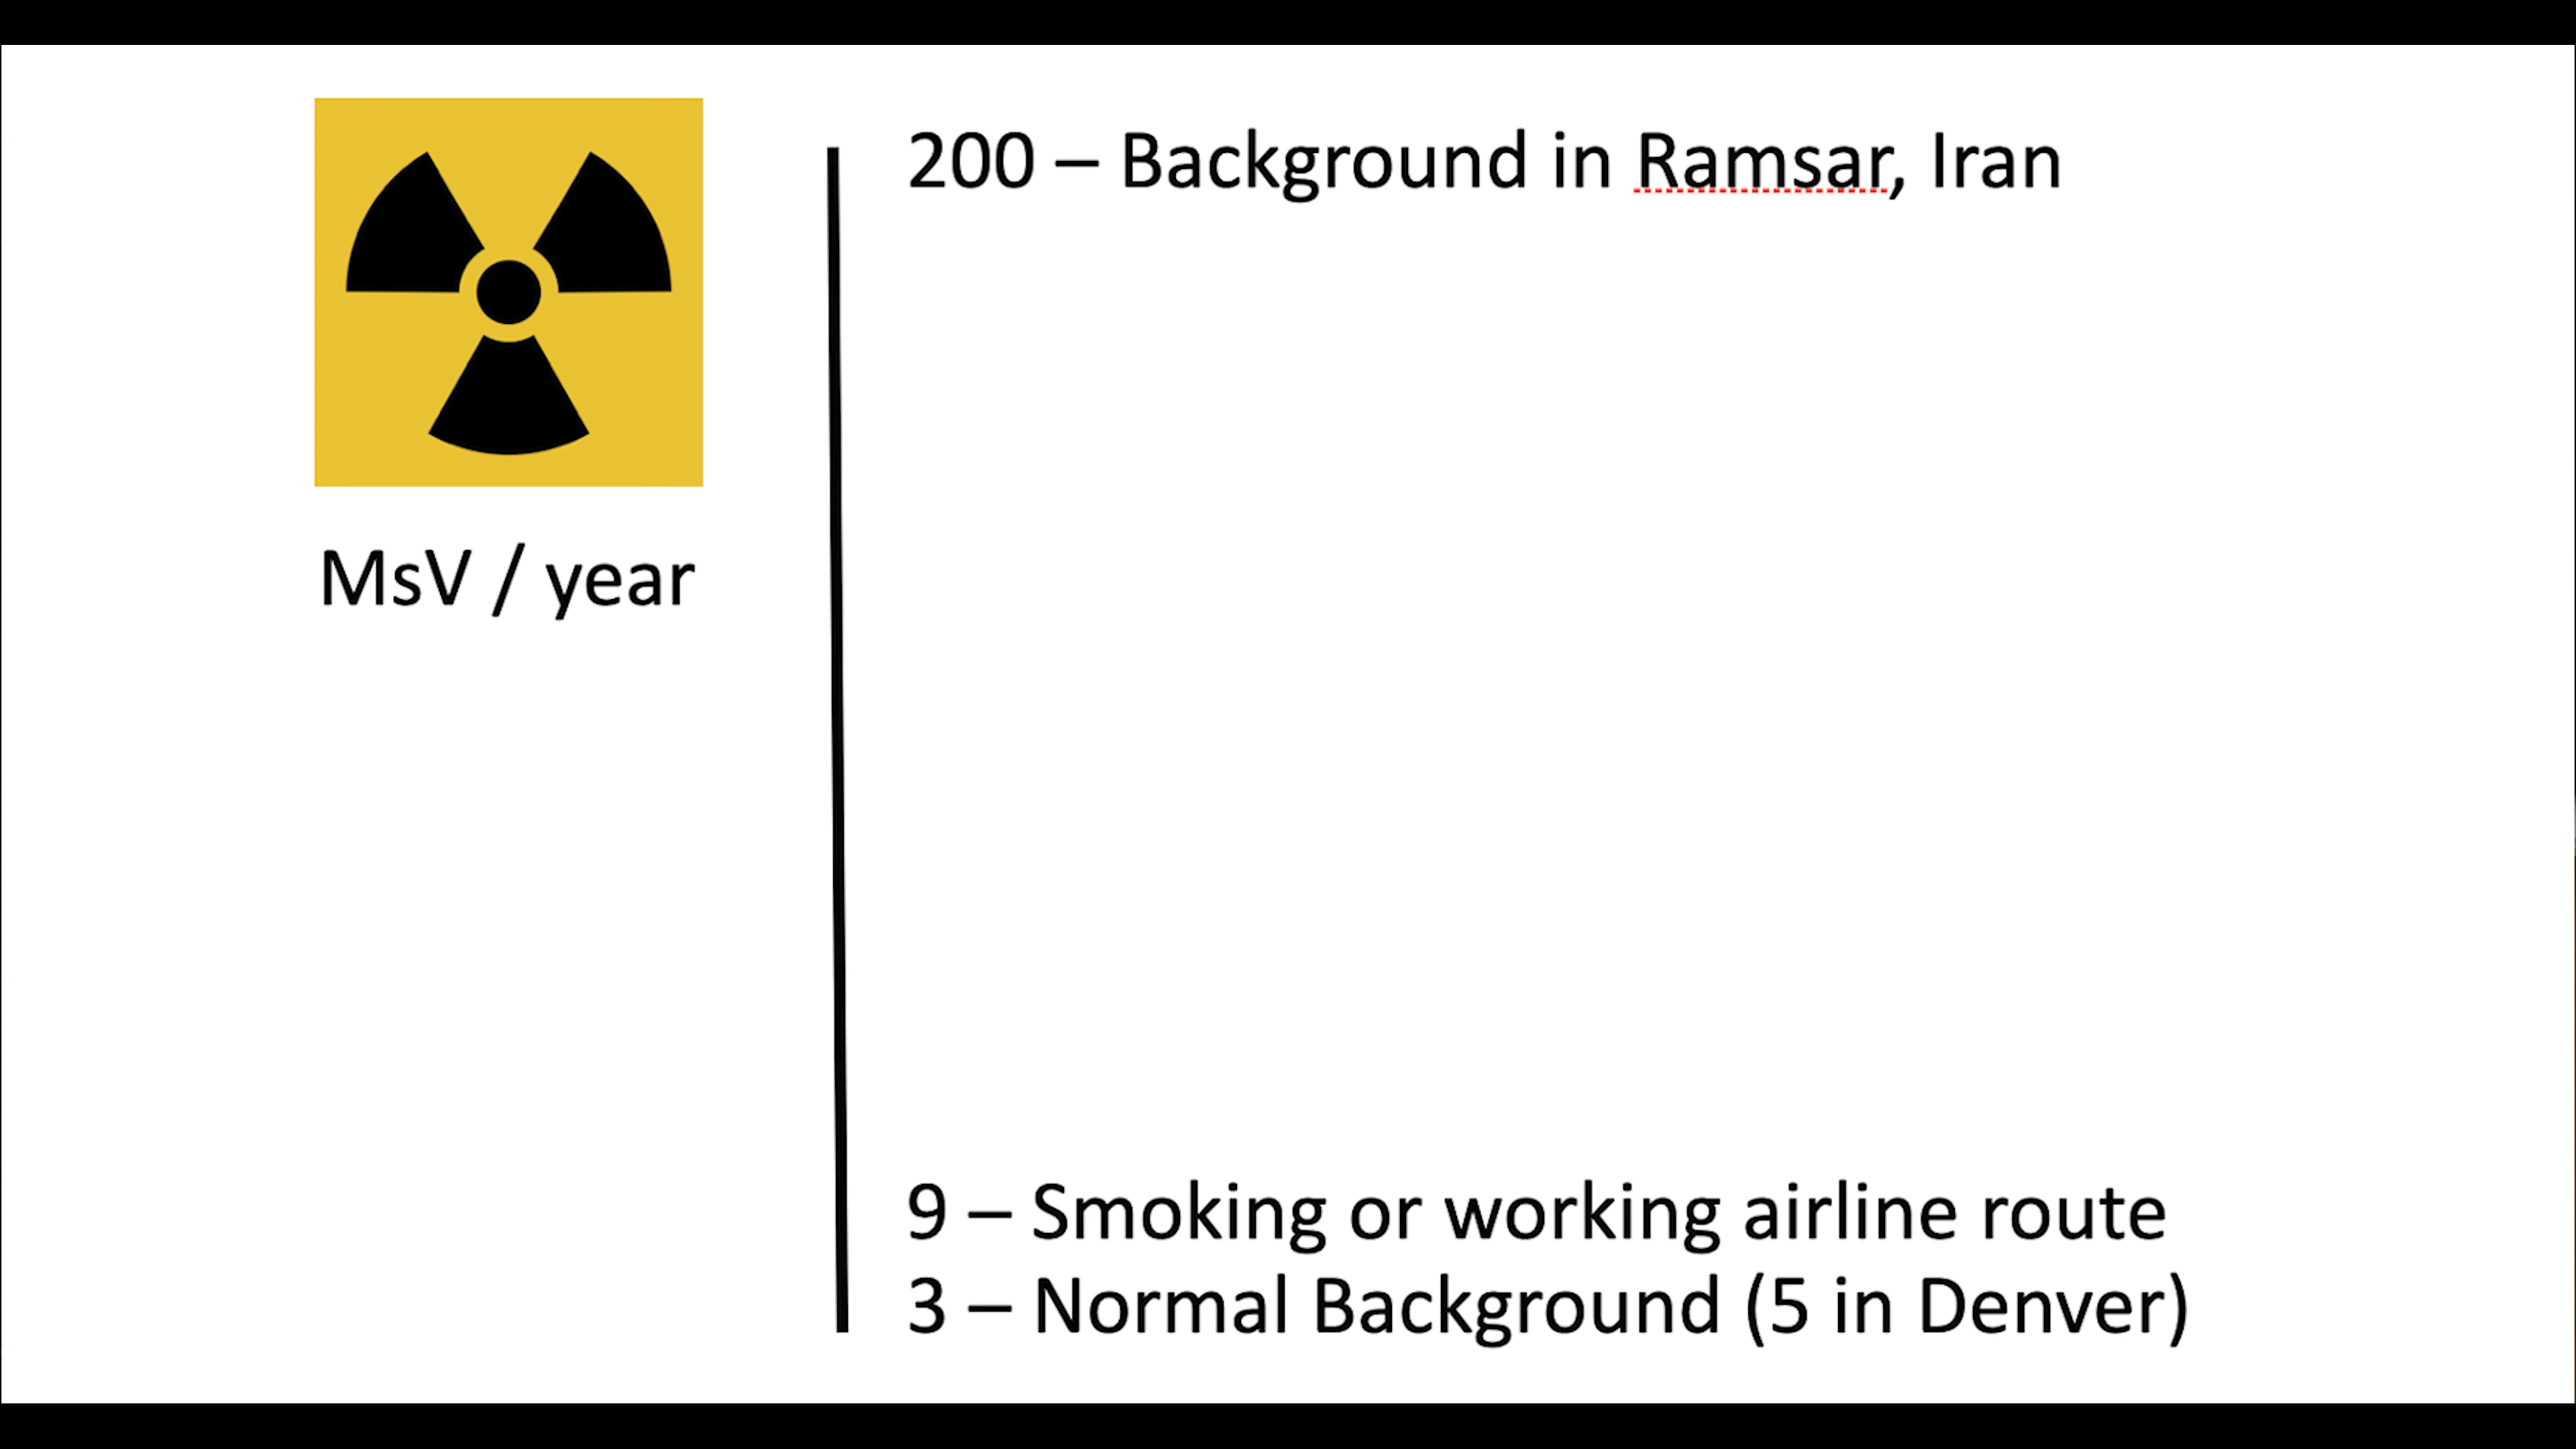 200 – Background in Ramsar, Iran
MsV / year
9 – Smoking or working airline route
3 – Normal Background (5 in Denver)